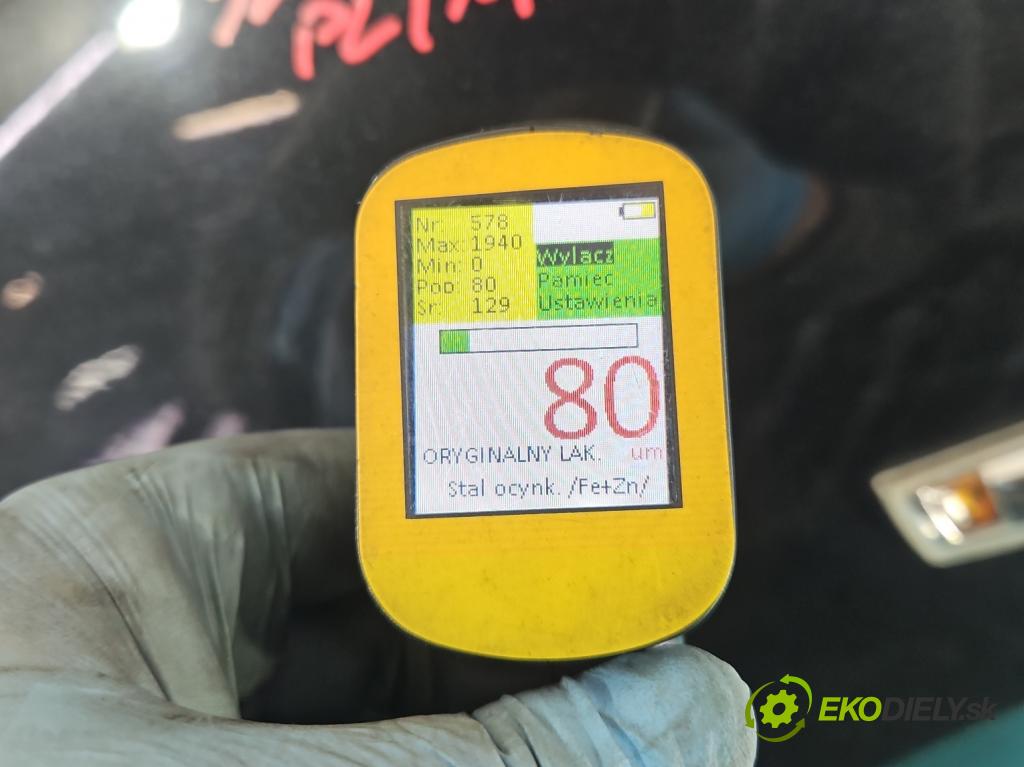 Nr: 578
Max: 1940
Min: 0
Pop: 80
Sr: 129
Wylacz
Pamiec
Ustawienia
80
ORYGINALNY LAK. um
Stal ocynk. /Fe+Zn/
EKODIELY.sk